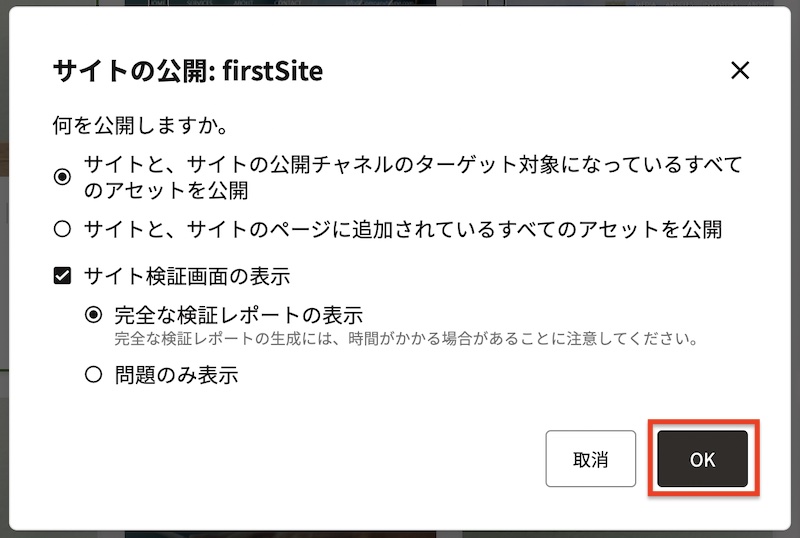 サイトの公開: firstSite
何を公開しますか。
サイトと、サイトの公開チャネルのターゲット対象になっているすべて
のアセットを公開
サイトと、サイトのページに追加されているすべてのアセットを公開
サイト検証画面の表示
完全な検証レポートの表示
完全な検証レポートの生成には、時間がかかる場合があることに注意してください。
問題のみ表示
取消
OK